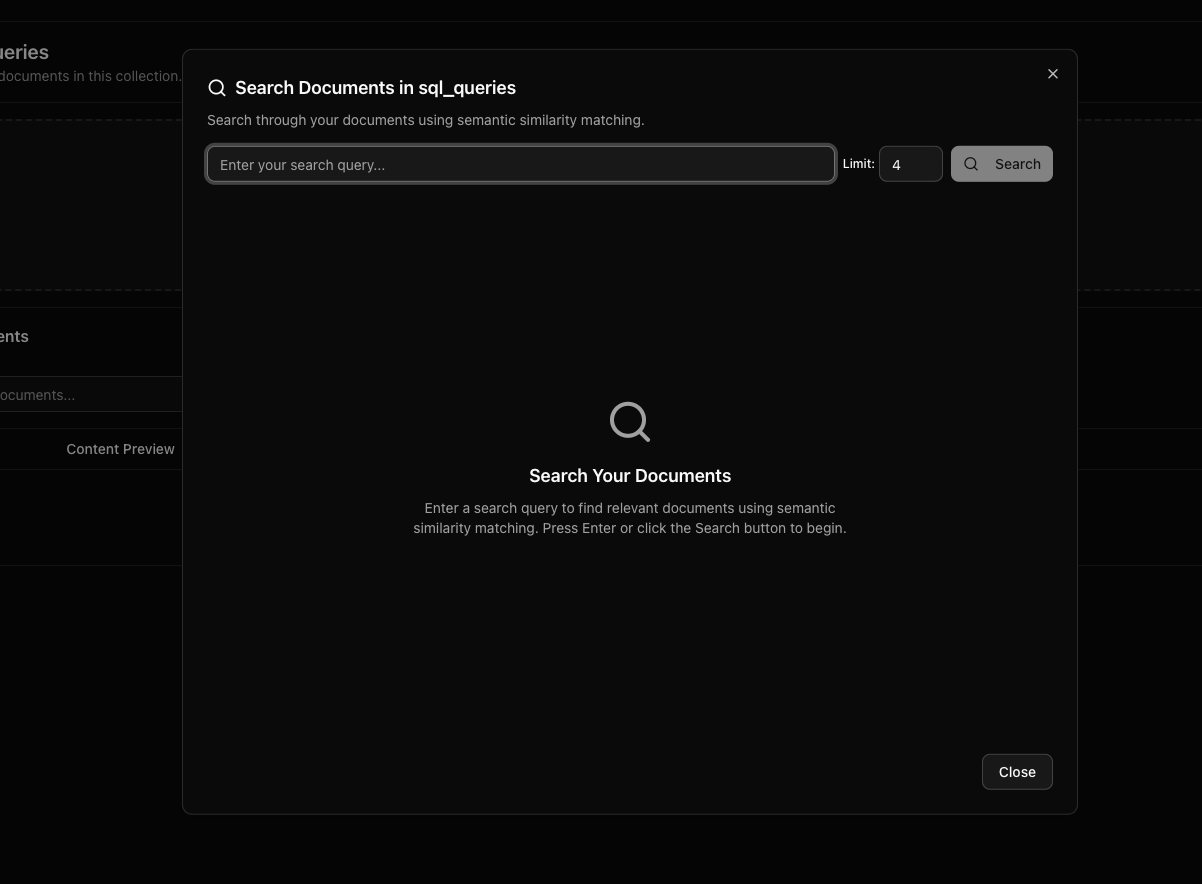 ueries
documents in this collection.
Search Documents in sql_queries
Search through your documents using semantic similarity matching.
Enter your search query...
Limit:
4
Search
ents
ocuments...
Content Preview
Search Your Documents
Enter a search query to find relevant documents using semantic
similarity matching. Press Enter or click the Search button to begin.
Close